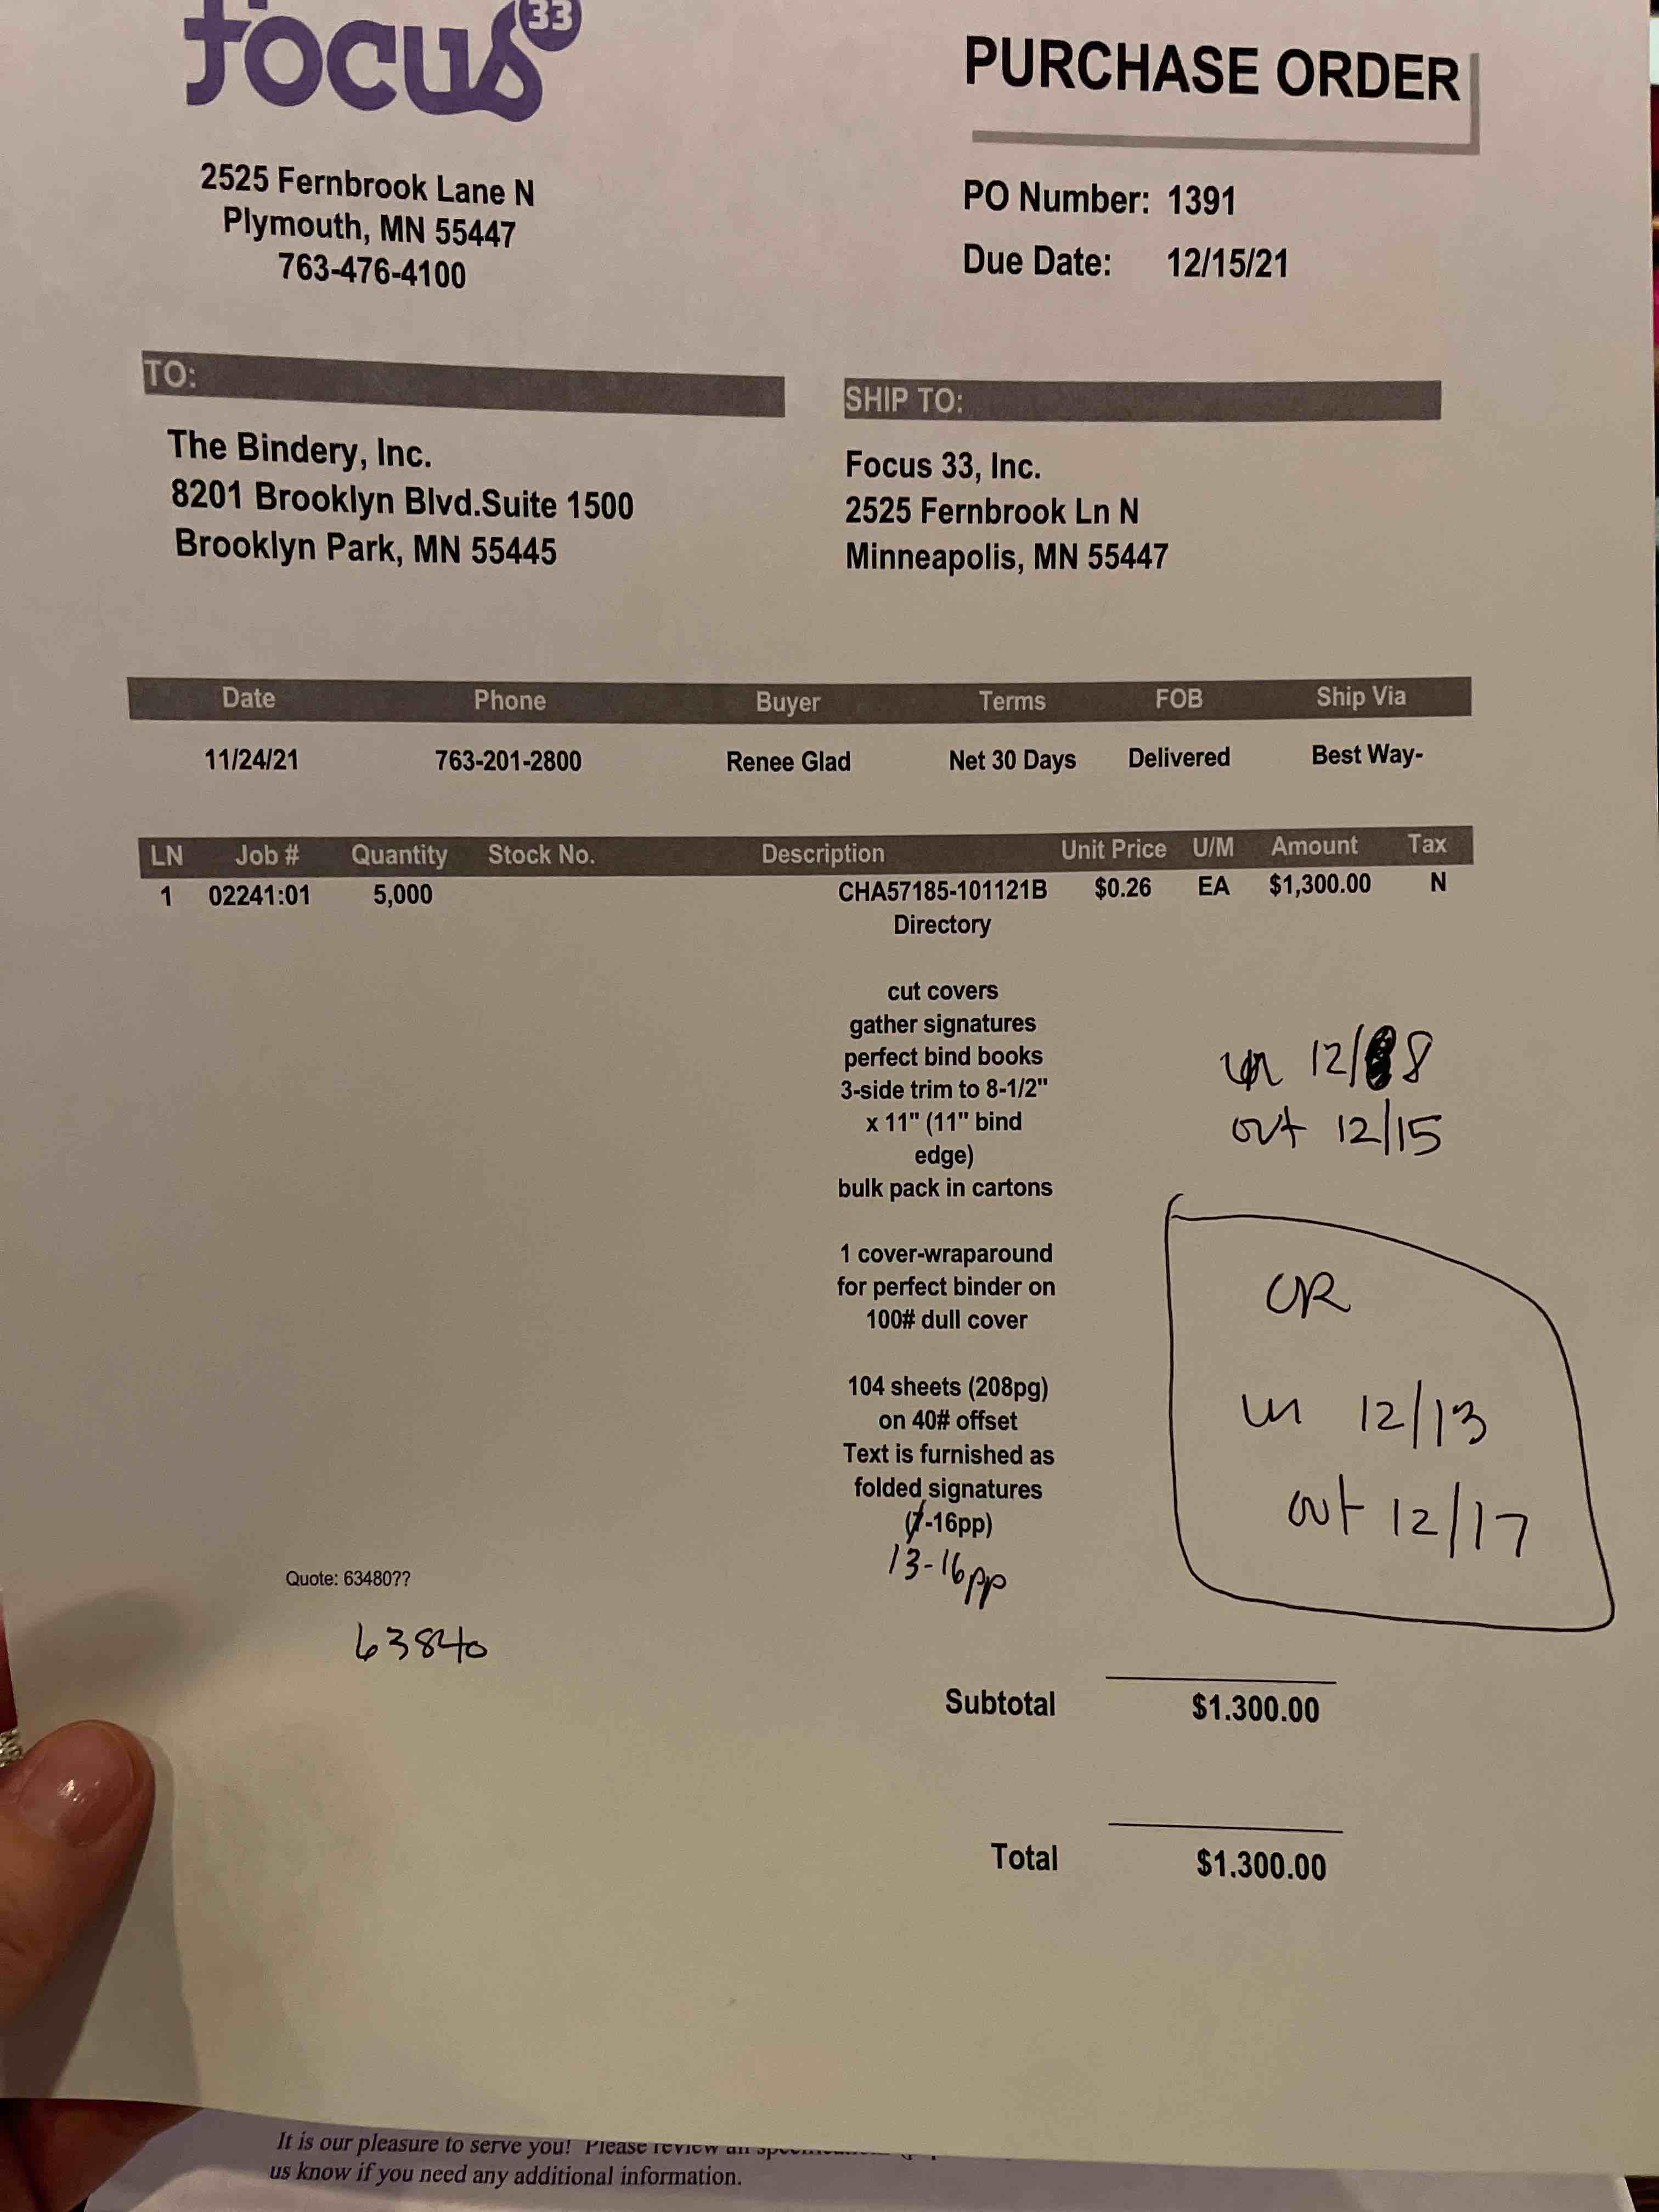 focus 33
PURCHASE ORDER
2525 Fernbrook Lane N
Plymouth, MN 55447
763-476-4100
PO Number: 1391
Due Date: 12/15/21
TO:
The Bindery, Inc.
8201 Brooklyn Blvd.Suite 1500
Brooklyn Park, MN 55445
SHIP TO:
Focus 33, Inc.
2525 Fernbrook Ln N
Minneapolis, MN 55447
Date Phone Buyer Terms FOB Ship Via
11/24/21 763-201-2800 Renee Glad Net 30 Days Delivered Best Way-
LN Job # Quantity Stock No. Description Unit Price U/M Amount Tax
1 02241:01 5,000 CHA57185-101121B $0.26 EA $1,300.00 N
Directory
cut covers
gather signatures
perfect bind books
3-side trim to 8-1/2"
x 11" (11" bind
edge)
bulk pack in cartons
1 cover-wraparound
for perfect binder on
100# dull cover
104 sheets (208pg)
on 40# offset
Text is furnished as
folded signatures
(7-16pp)
13-16pp
in 12/8
out 12/15
OR
in 12/13
out 12/17
Quote: 63480??
63840
Subtotal $1.300.00
Total $1.300.00
It is our pleasure to serve you! Please review all
us know if you need any additional information.